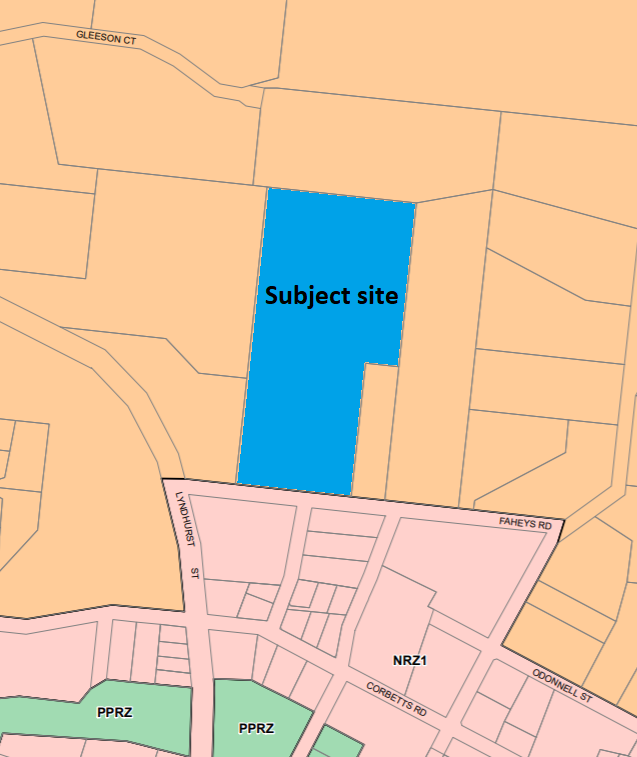 GLEESON CT
Subject site
FAHEYS RD
LYNDHURST ST
NRZ1
ODONNELL ST
CORBETTS RD
PPRZ
PPRZ